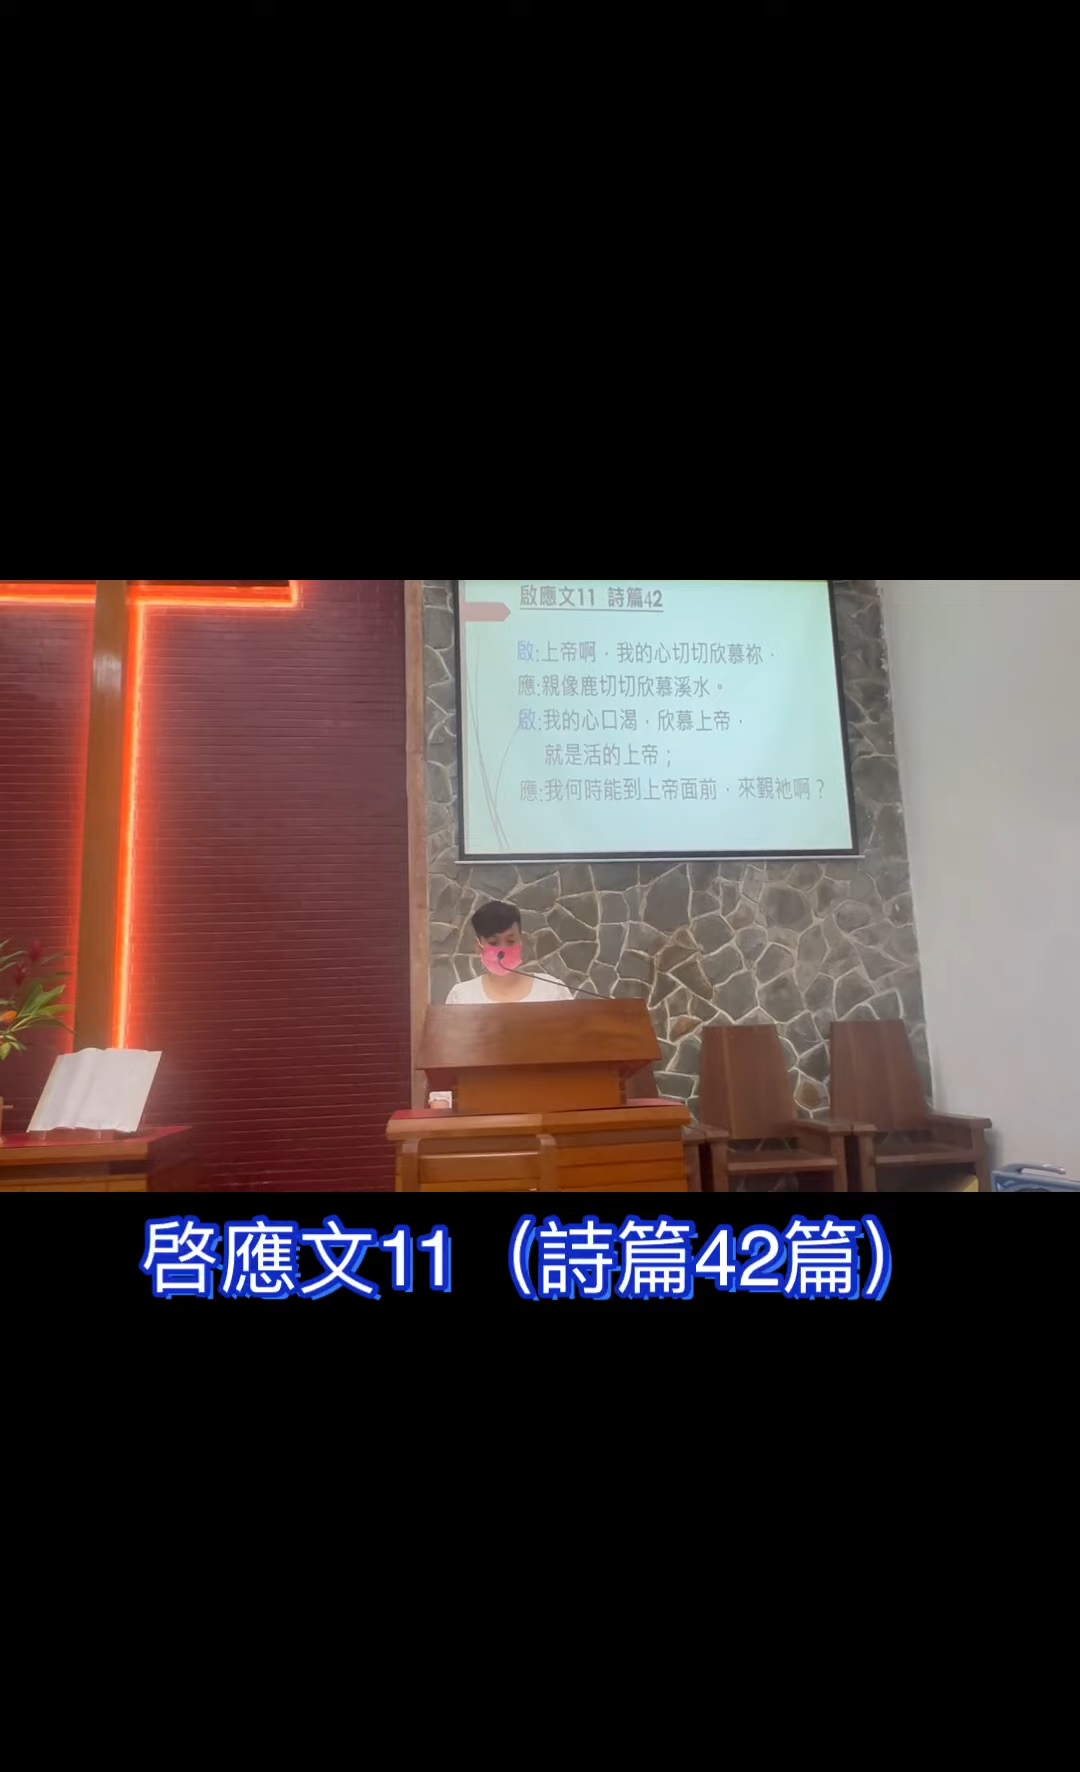 啟應文11 詩篇42
啟:上帝啊，我的心切切欣慕祢，
應:親像鹿切切欣慕溪水。
啟:我的心口渴，欣慕上帝，
就是活的上帝；
應:我何時能到上帝面前，來覲祂啊？
啓應文11（詩篇42篇）